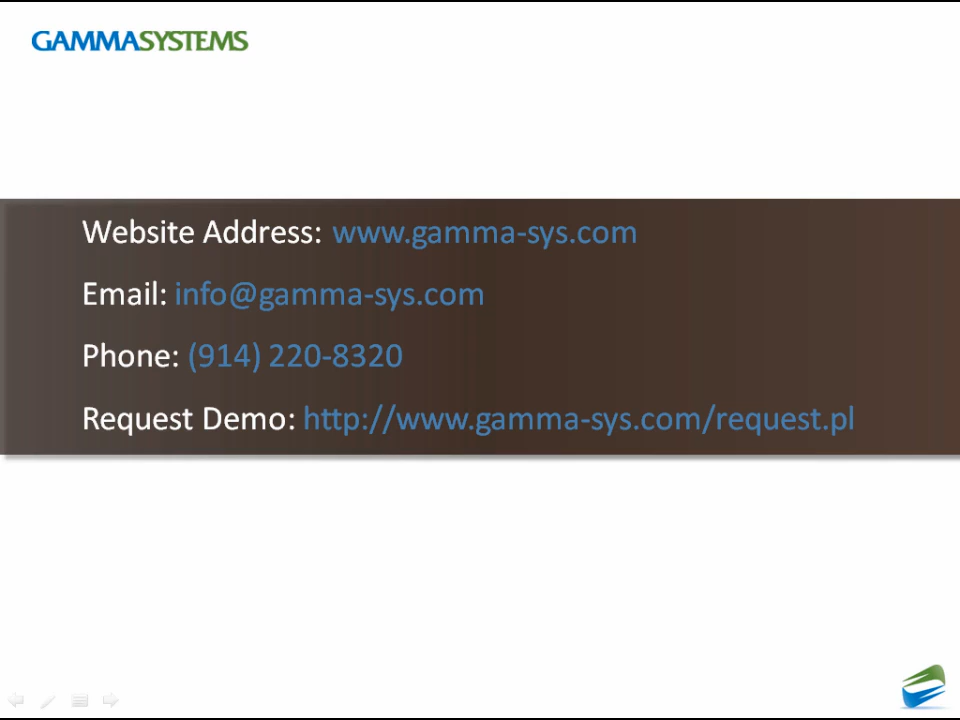 GAMMASYSTEMS
Website Address: www.gamma-sys.com
Email: info@gamma-sys.com
Phone: (914) 220-8320
Request Demo: http://www.gamma-sys.com/request.pl